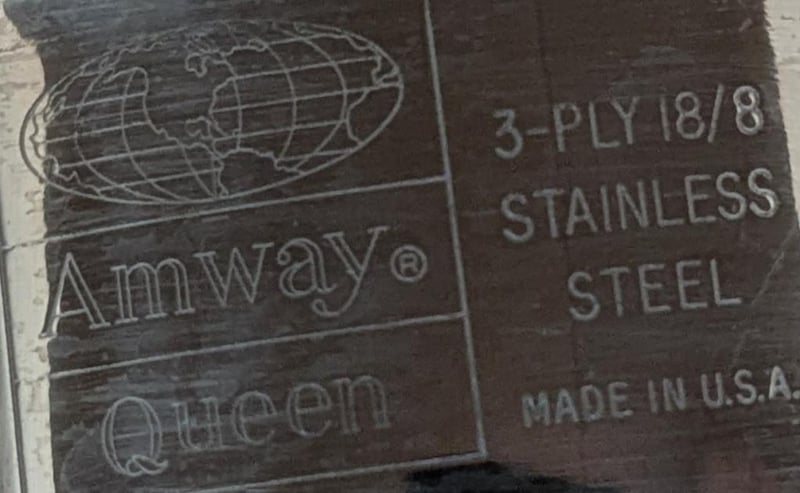 Amway®
Queen
3-PLY 18/8
STAINLESS
STEEL
MADE IN U.S.A.